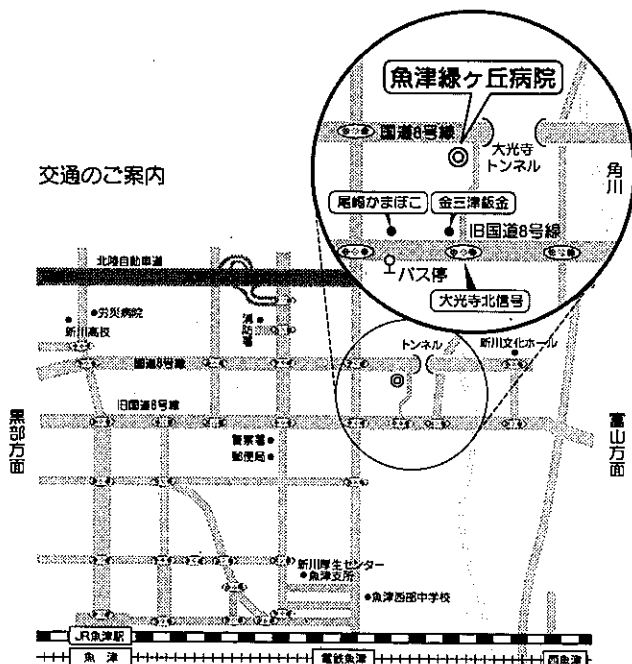 交通のご案内
魚津緑ヶ丘病院
国道8号線
大光寺
トンネル
角川
尾崎かまぼこ
金三津鈑金
旧国道8号線
バス停
大光寺北信号
北陸自動車道
労災病院
新川高校
消防署
国道8号線
トンネル
新川文化ホール
旧国道8号線
黒部方面
富山方面
警察署
郵便局
新川厚生センター
魚津支所
魚津西部中学校
JR魚津駅
魚津
電鉄魚津
西魚津